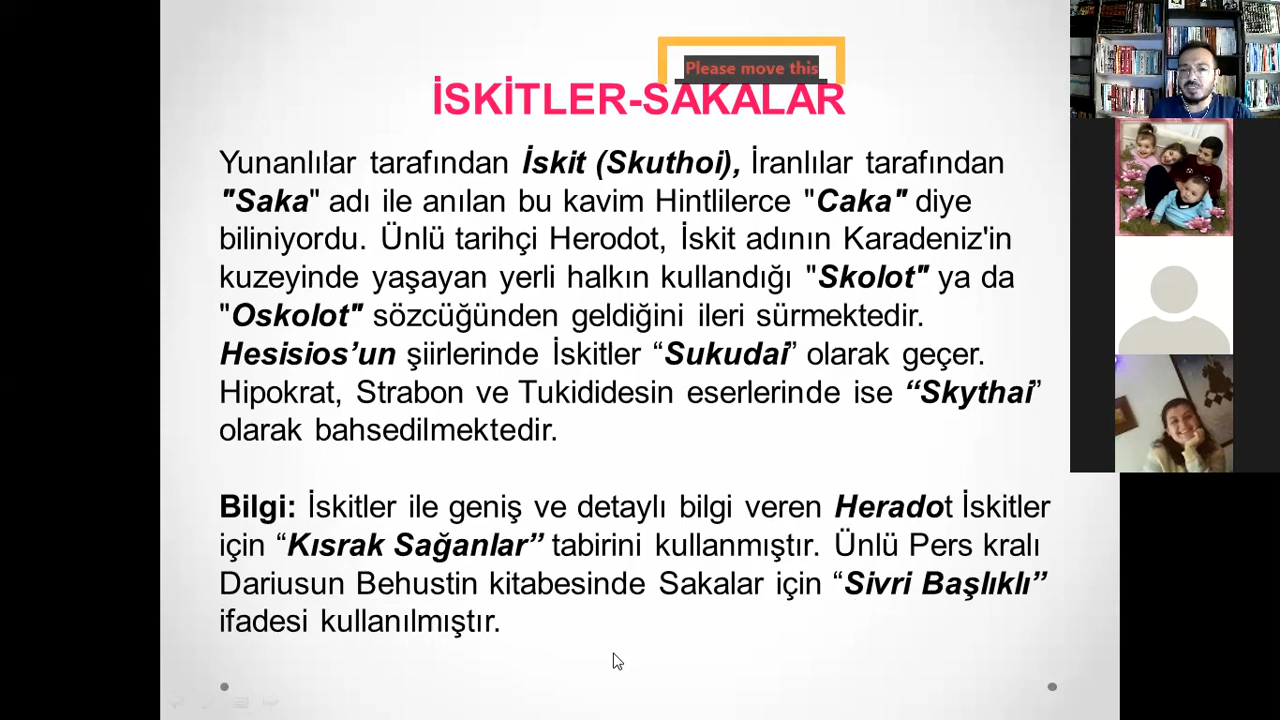 Please move this
İSKİTLER-SAKALAR
Yunanlılar tarafından İskit (Skuthoi), İranlılar tarafından
"Saka" adı ile anılan bu kavim Hintlilerce "Caka" diye
biliniyordu. Ünlü tarihçi Herodot, İskit adının Karadeniz'in
kuzeyinde yaşayan yerli halkın kullandığı "Skolot" ya da
"Oskolot" sözcüğünden geldiğini ileri sürmektedir.
Hesisios’un şiirlerinde İskitler “Sukudai” olarak geçer.
Hipokrat, Strabon ve Tukididesin eserlerinde ise “Skythai”
olarak bahsedilmektedir.
Bilgi: İskitler ile geniş ve detaylı bilgi veren Heradot İskitler
için “Kısrak Sağanlar” tabirini kullanmıştır. Ünlü Pers kralı
Dariusun Behustin kitabesinde Sakalar için “Sivri Başlıklı”
ifadesi kullanılmıştır.